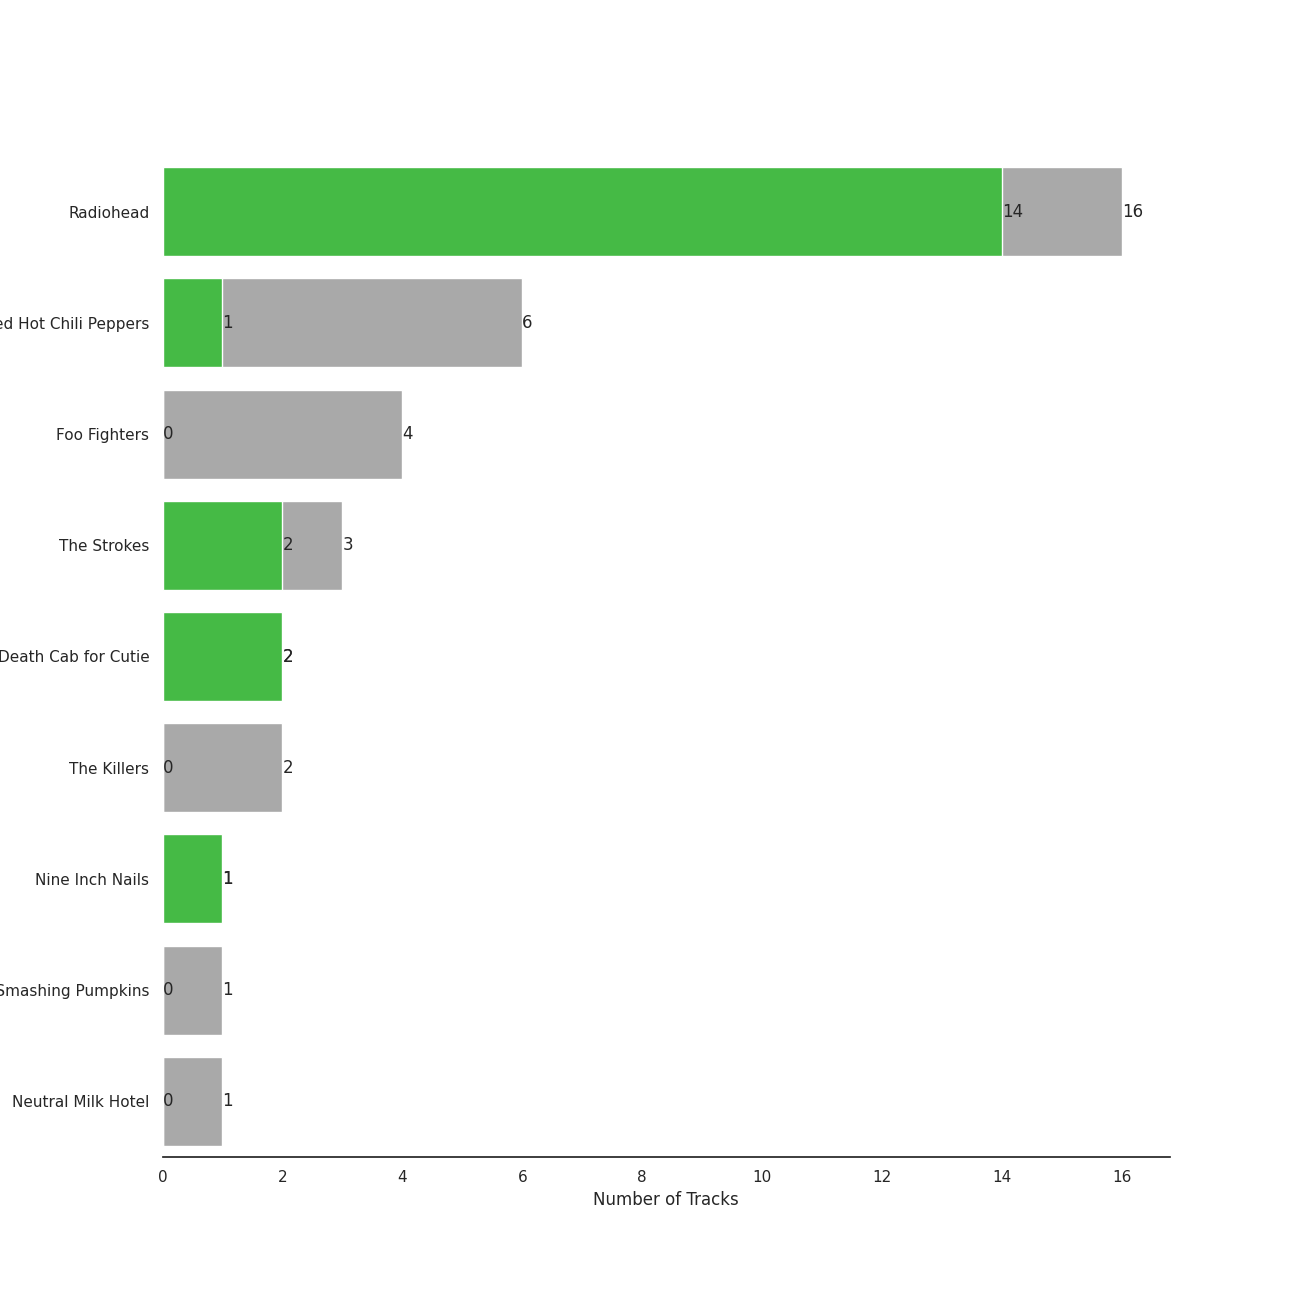 Radiohead 14 16
ed Hot Chili Peppers 1 6
Foo Fighters 0 4
The Strokes 2 3
Death Cab for Cutie 2
The Killers 0 2
Nine Inch Nails 1
Smashing Pumpkins 0 1
Neutral Milk Hotel 0 1
0 2 4 6 8 10 12 14 16
Number of Tracks